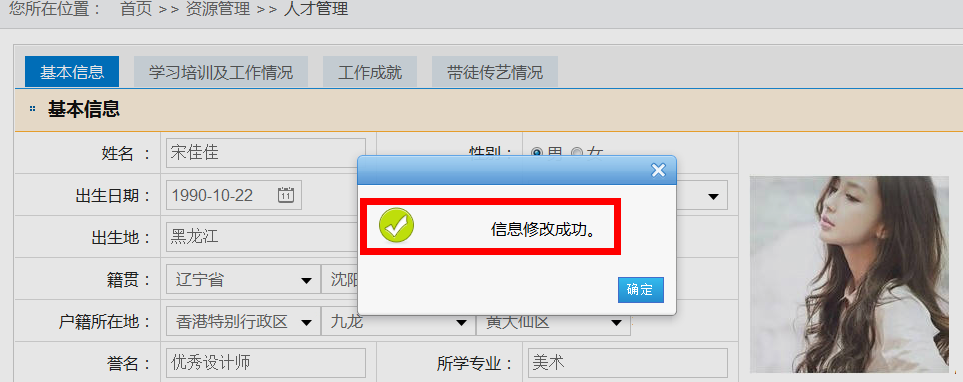 您所在位置： 首页 >> 资源管理 >> 人才管理
基本信息 学习培训及工作情况 工作成就 带徒传艺情况
基本信息
姓名 ： 宋佳佳 性别 ： 男 女
出生日期： 1990-10-22 11
出生地： 黑龙江
信息修改成功。
籍贯： 辽宁省 沈阳
确定
户籍所在地： 香港特别行政区 九龙 黄大仙区
誉名： 优秀设计师 所学专业： 美术